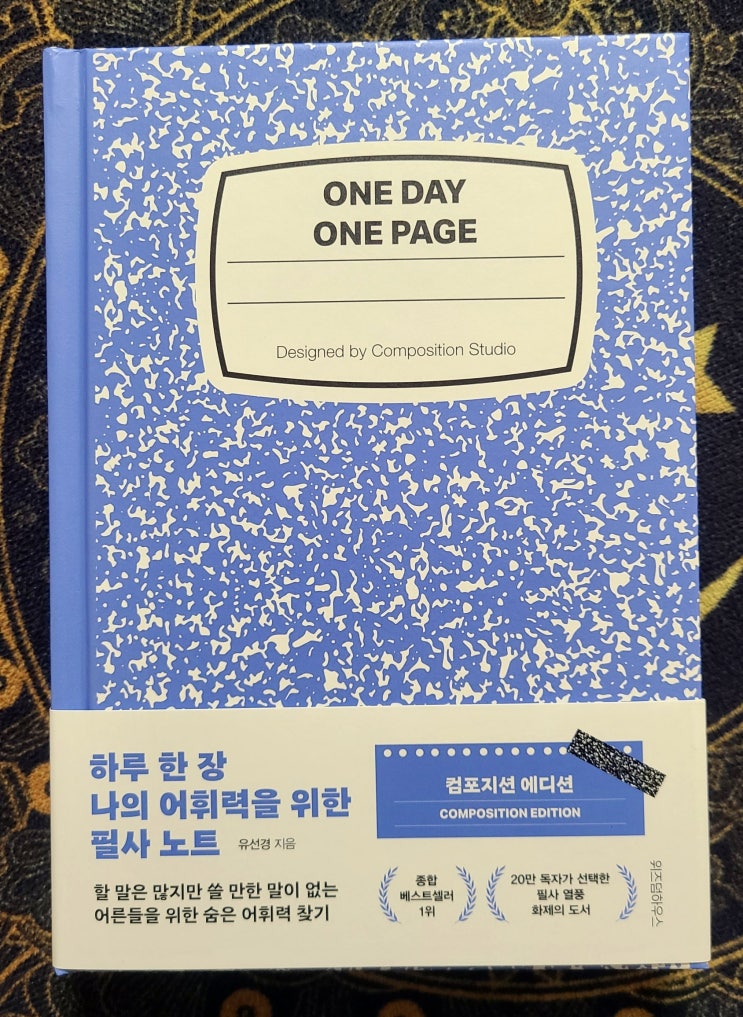 ONE DAY
ONE PAGE
Designed by Composition Studio
하루 한 장
나의 어휘력을 위한
필사 노트 유선경 지음
할 말은 많지만 쓸 만한 말이 없는
어른들을 위한 숨은 어휘력 찾기
컴포지션 에디션
COMPOSITION EDITION
종합
베스트셀러
1위
20만 독자가 선택한
필사 열풍
화제의 도서
위즈덤하우스